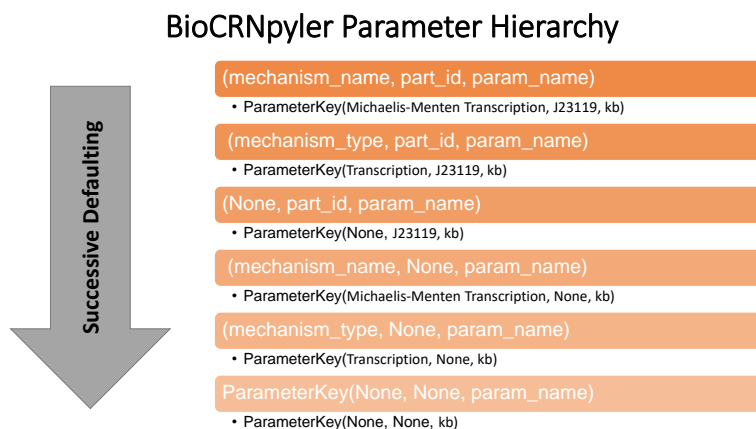 BioCRNpyler Parameter Hierarchy
Successive Defaulting
(mechanism_name, part_id, param_name)
• ParameterKey(Michaelis-Menten Transcription, J23119, kb)
(mechanism_type, part_id, param_name)
• ParameterKey(Transcription, J23119, kb)
(None, part_id, param_name)
• ParameterKey(None, J23119, kb)
(mechanism_name, None, param_name)
• ParameterKey(Michaelis-Menten Transcription, None, kb)
(mechanism_type, None, param_name)
• ParameterKey(Transcription, None, kb)
ParameterKey(None, None, param_name)
• ParameterKey(None, None, kb)